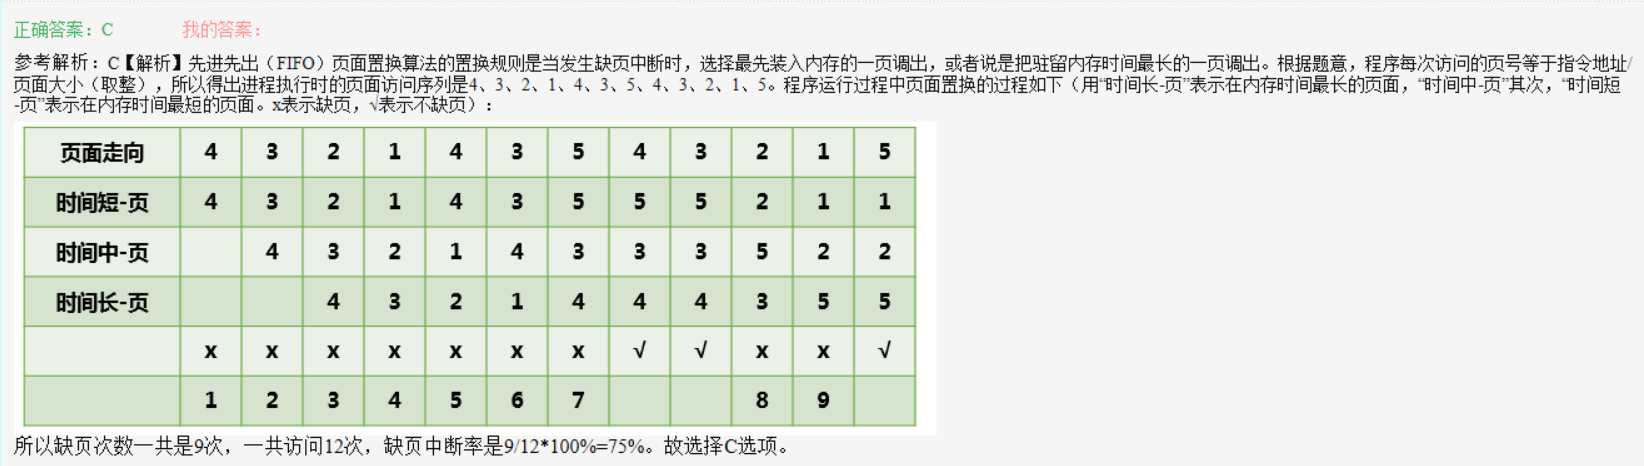 正确答案：C 我的答案：
参考解析：C【解析】先进先出（FIFO）页面置换算法的置换规则是当发生缺页中断时，选择最先装入内存的一页调出，或者说是把驻留内存时间最长的一页调出。根据题意，程序每次访问的页号等于指令地址/
页面大小（取整），所以得出进程执行时的页面访问序列是4、3、2、1、4、3、5、4、3、2、1、5。程序运行过程中页面置换的过程如下（用“时间长-页”表示在内存时间最长的页面，“时间中-页”其次，“时间短
-页”表示在内存时间最短的页面。x表示缺页，√表示不缺页）：
页面走向 4 3 2 1 4 3 5 4 3 2 1 5
时间短-页 4 3 2 1 4 3 5 5 5 2 1 1
时间中-页 4 3 2 1 4 3 3 3 5 2 2
时间长-页 4 3 2 1 4 4 4 3 5 5
x x x x x x x √ √ x x √
1 2 3 4 5 6 7 8 9
所以缺页次数一共是9次，一共访问12次，缺页中断率是9/12*100%=75%。故选择C选项。